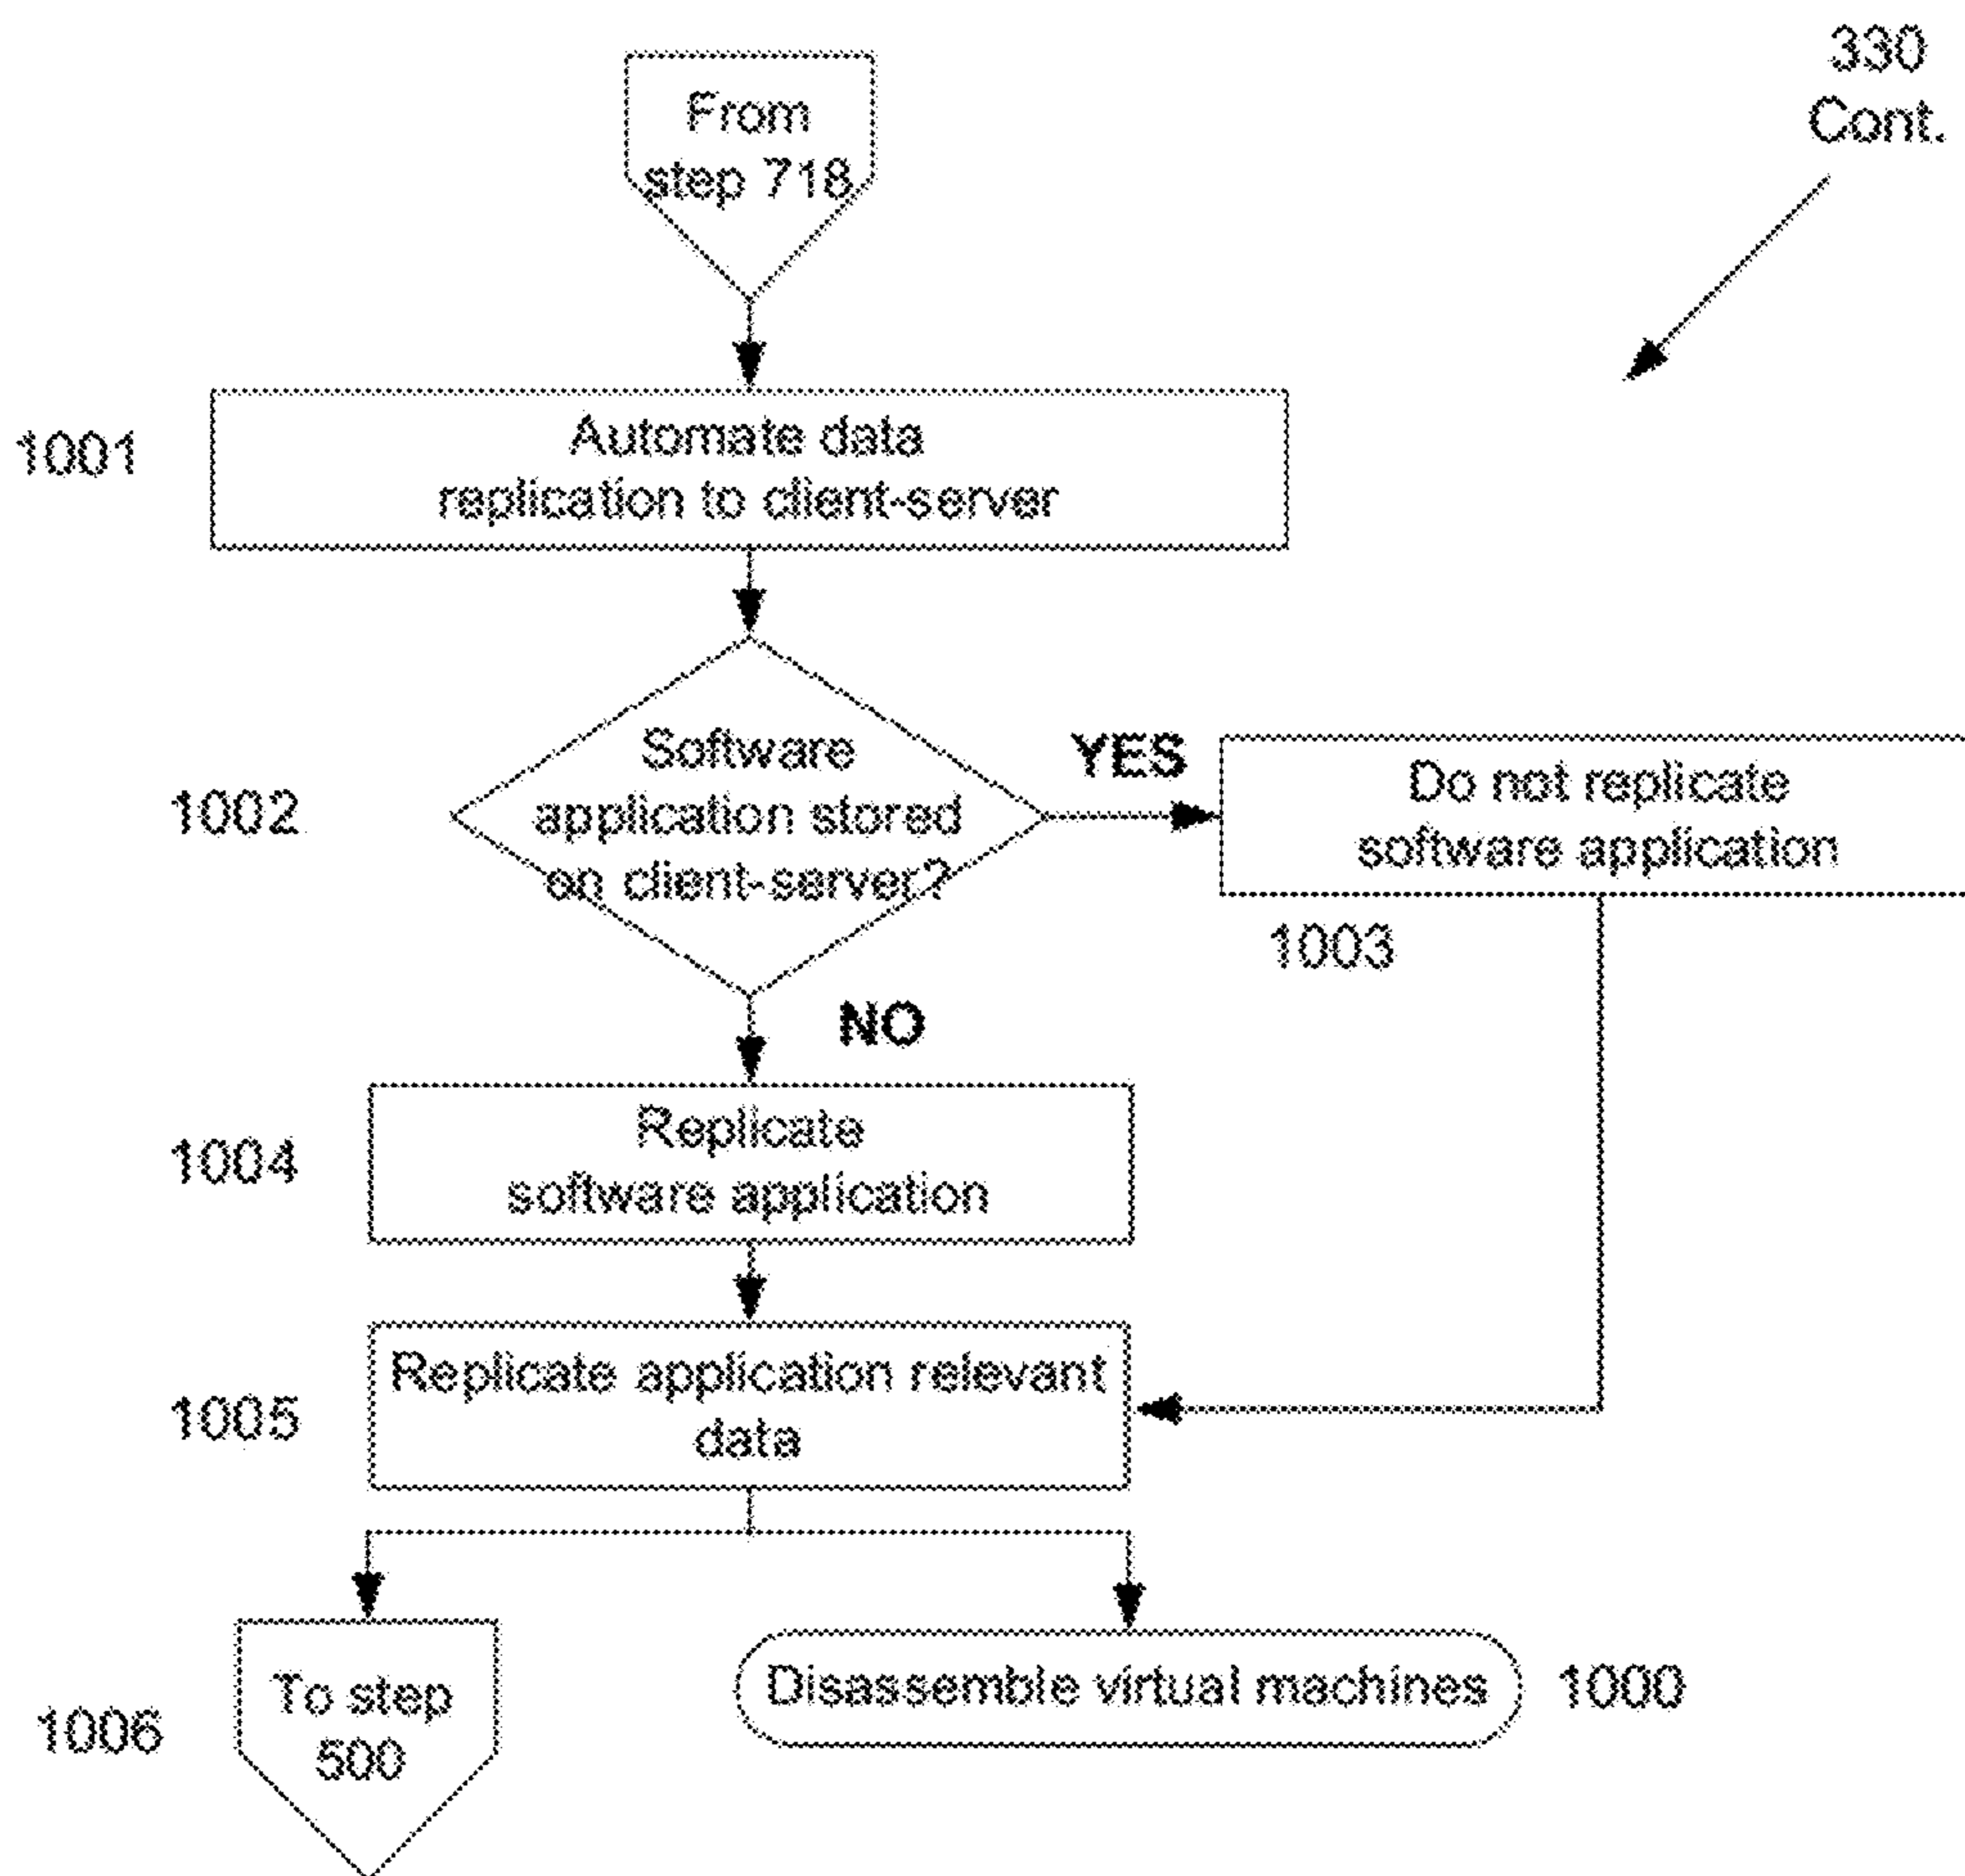 330
Cont.
From
step 718
1001
Automate data
replication to client-server
1002
Software
application stored
on client-server?
YES
Do not replicate
software application
1003
NO
1004
Replicate
software application
1005
Replicate application relevant
data
1006
To step
500
Disassemble virtual machines
1000